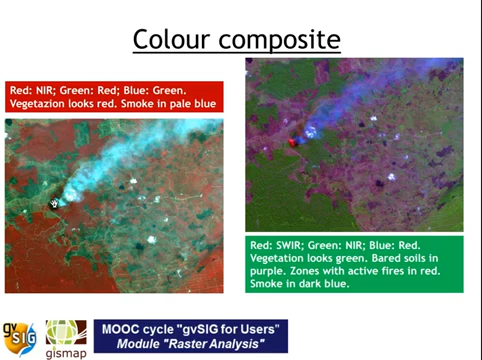 Colour composite
Red: NIR; Green: Red; Blue: Green.
Vegetazion looks red. Smoke in pale blue
Red: SWIR; Green: NIR; Blue: Red.
Vegetation looks green. Bared soils in
purple. Zones with active fires in red.
Smoke in dark blue.
gvSIG
gismap
MOOC cycle "gvSIG for Users"
Module "Raster Analysis"